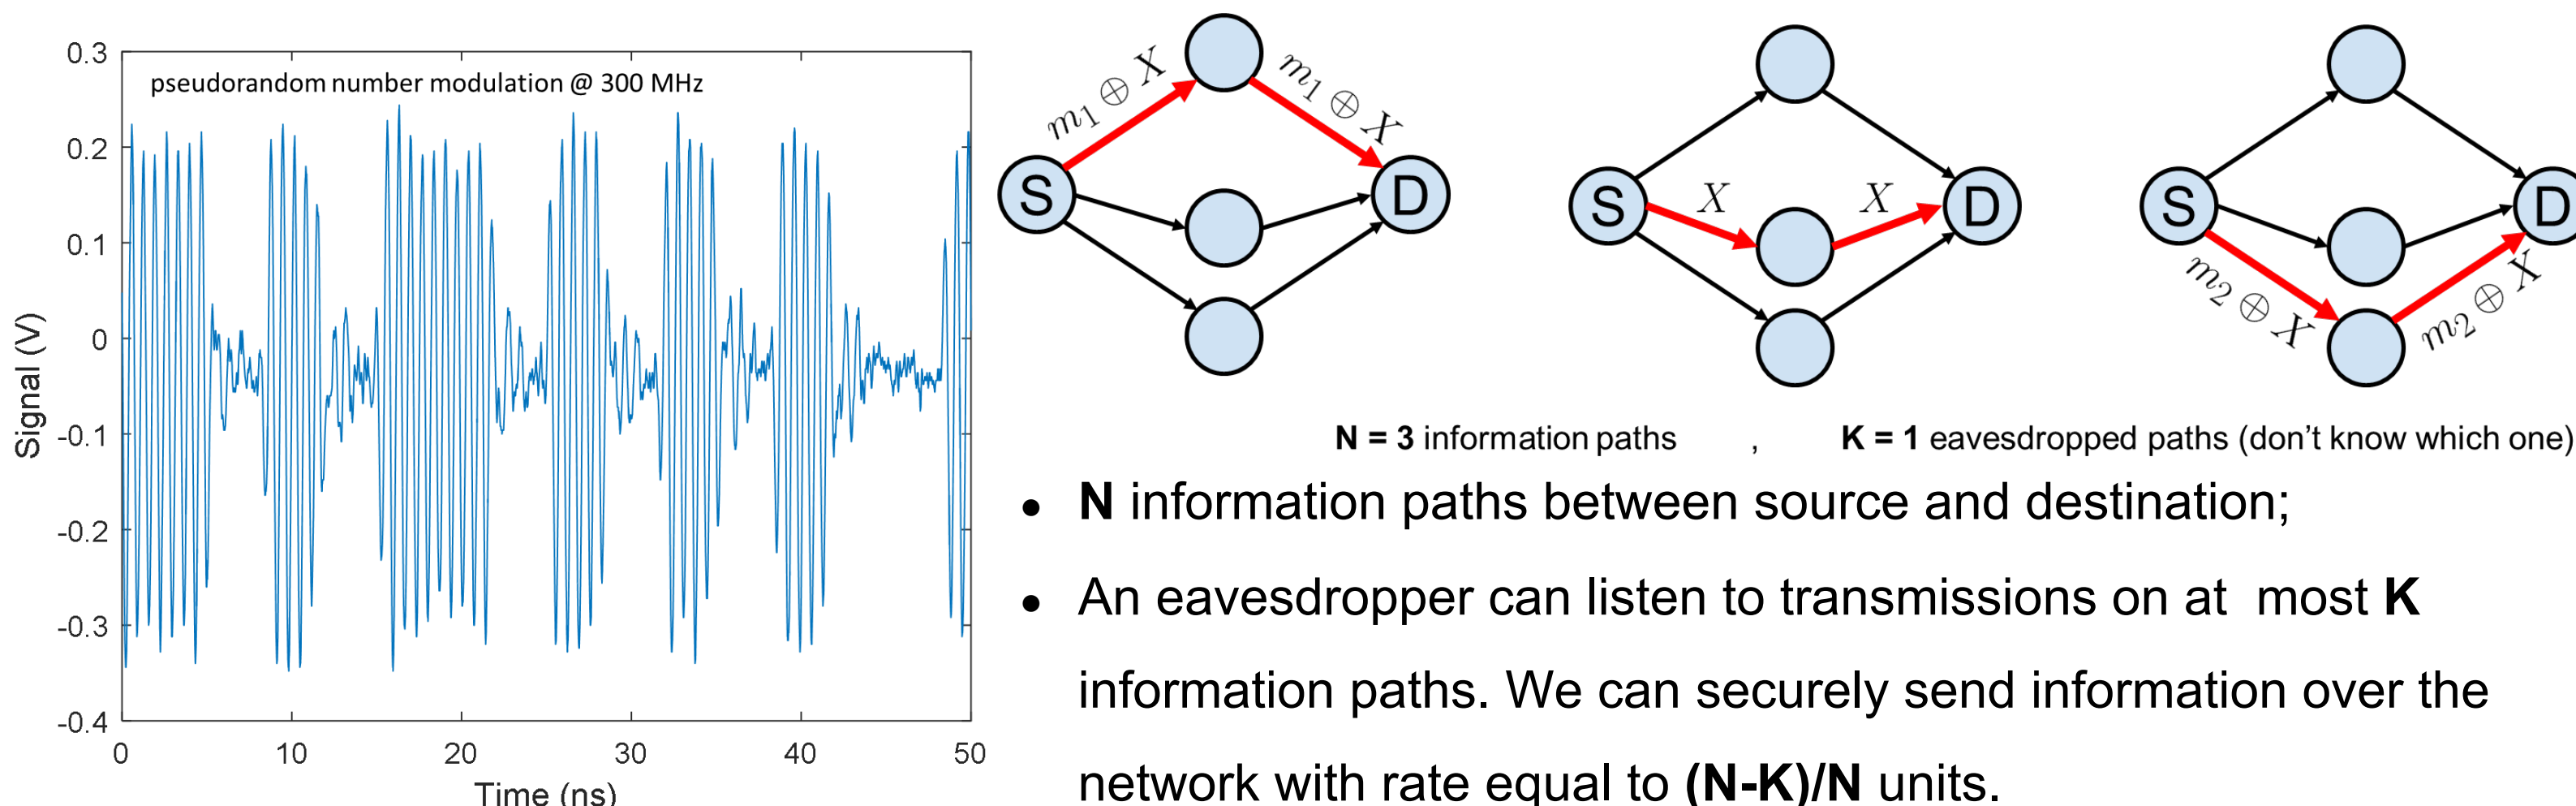 pseudorandom number modulation @ 300 MHz
0.3
0.2
0.1
0
-0.1
-0.2
-0.3
-0.4
Signal (V)
0
10
20
30
40
50
Time (ns)
m₁ ⊕ X
m₁ ⊕ X
S
D
S
X
X
D
S
D
m₂ ⊕ X
m₂ ⊕ X
N = 3 information paths , K = 1 eavesdropped paths (don't know which one)
• N information paths between source and destination;
• An eavesdropper can listen to transmissions on at most K
information paths. We can securely send information over the
network with rate equal to (N-K)/N units.